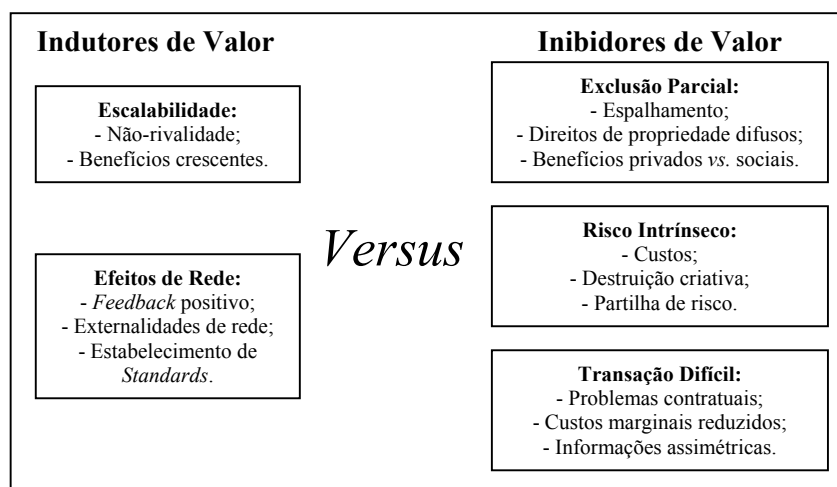 Indutores de Valor
Escalabilidade:
- Não-rivalidade;
- Benefícios crescentes.
Efeitos de Rede:
- Feedback positivo;
- Externalidades de rede;
- Estabelecimento de
Standards.
Versus
Inibidores de Valor
Exclusão Parcial:
- Espalhamento;
- Direitos de propriedade difusos;
- Benefícios privados vs. sociais.
Risco Intrínseco:
- Custos;
- Destruição criativa;
- Partilha de risco.
Transação Difícil:
- Problemas contratuais;
- Custos marginais reduzidos;
- Informações assimétricas.